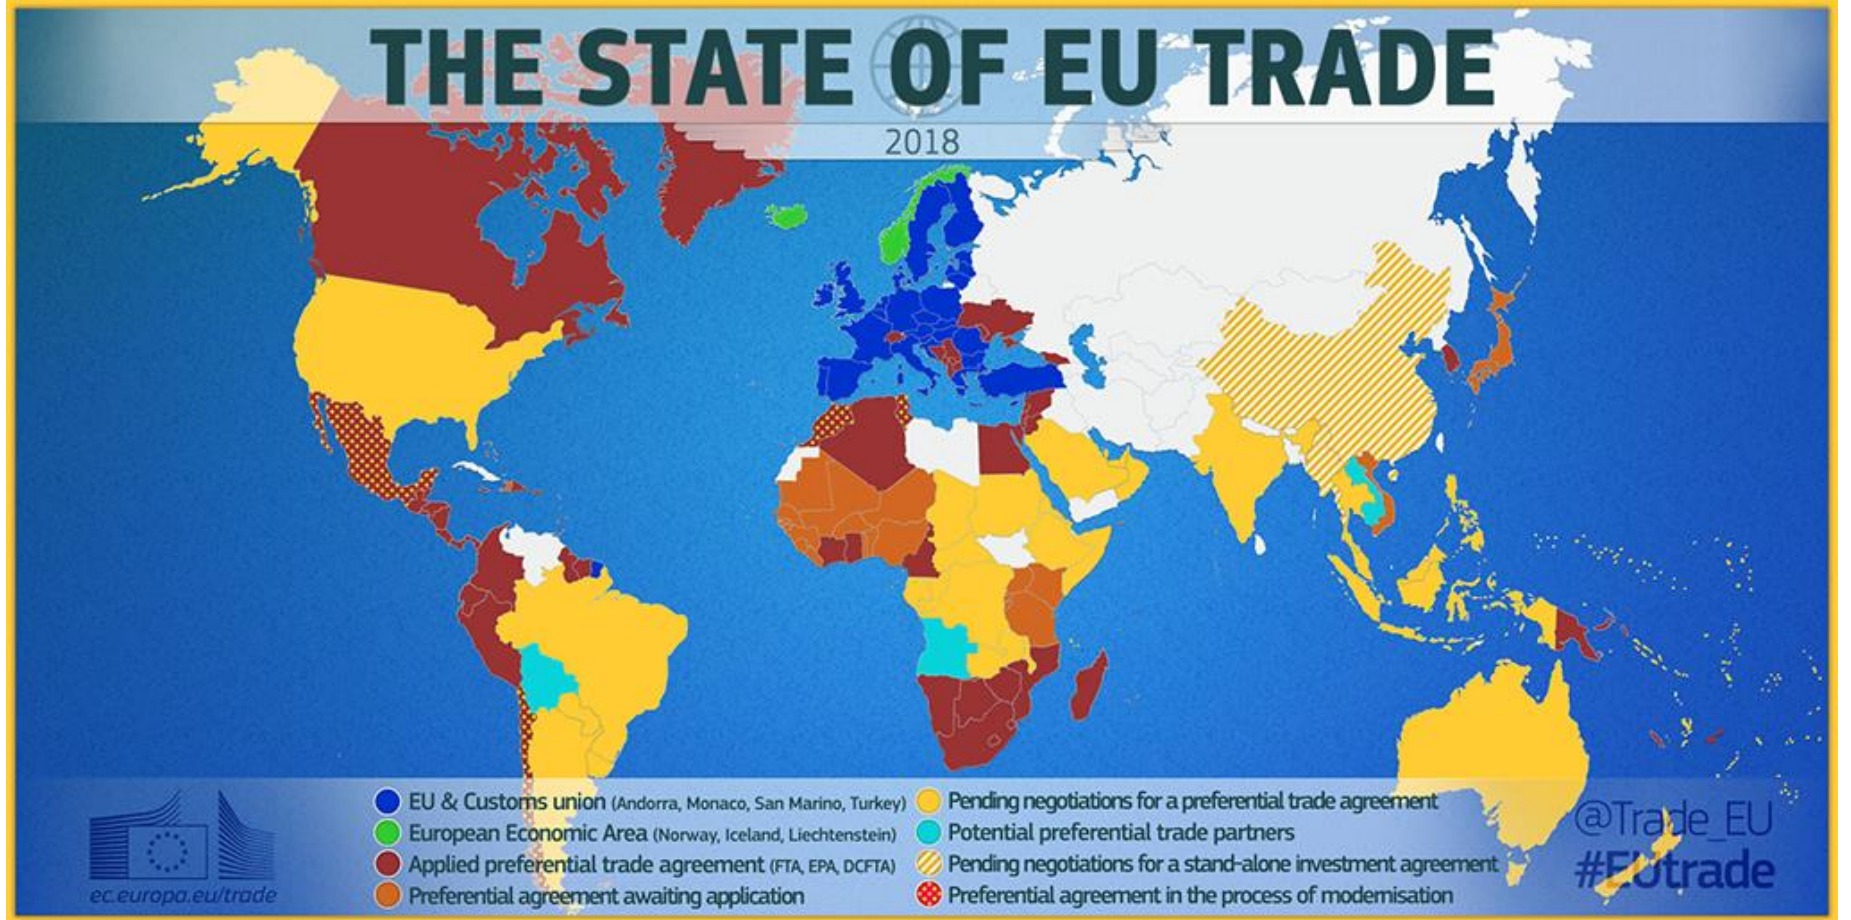 THE STATE OF EU TRADE
2018
EU & Customs union (Andorra, Monaco, San Marino, Turkey)
European Economic Area (Norway, Iceland, Liechtenstein)
Applied preferential trade agreement (FTA, EPA, DCFTA)
Preferential agreement awaiting application
Pending negotiations for a preferential trade agreement
Potential preferential trade partners
Pending negotiations for a stand-alone investment agreement
Preferential agreement in the process of modernisation
ec.europa.eu/trade
@Trade_EU
#EUtrade